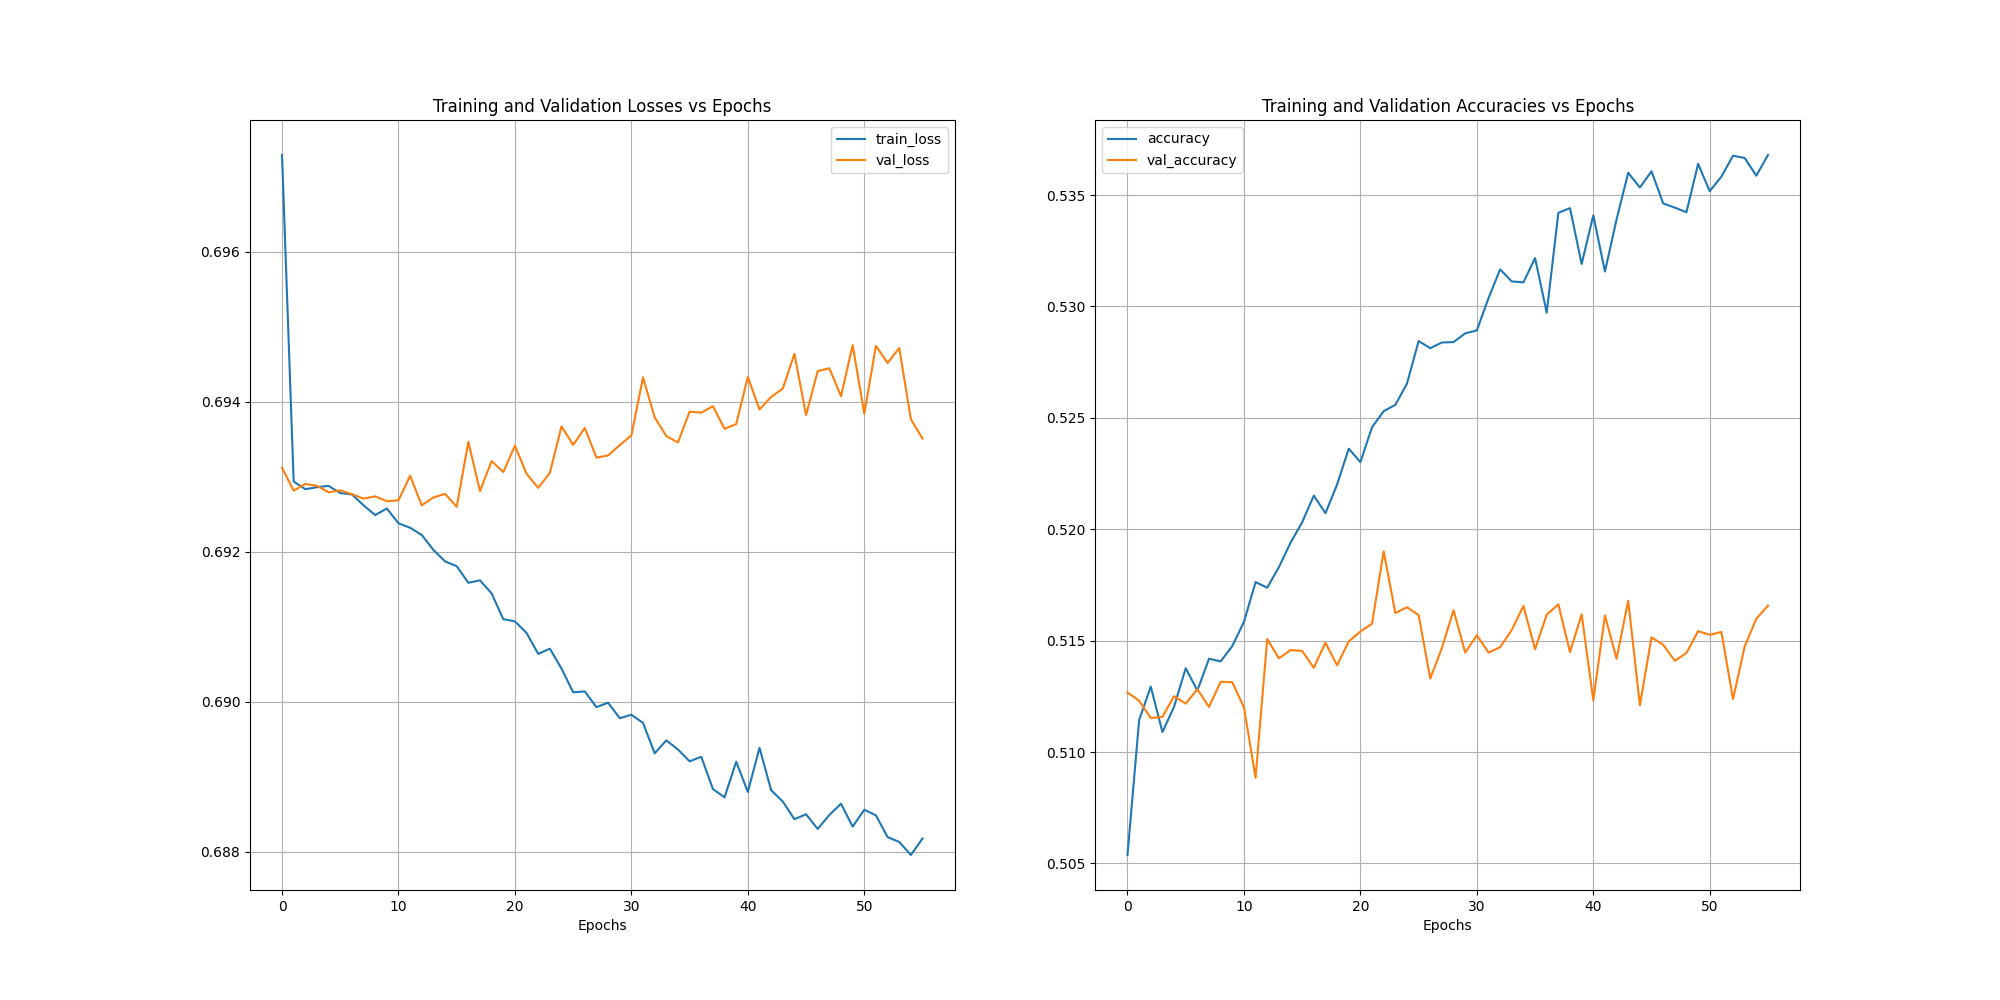 Training and Validation Losses vs Epochs
train_loss
val_loss
0.696
0.694
0.692
0.690
0.688
0 10 20 30 40 50
Epochs
Training and Validation Accuracies vs Epochs
accuracy
val_accuracy
0.535
0.530
0.525
0.520
0.515
0.510
0.505
0 10 20 30 40 50
Epochs